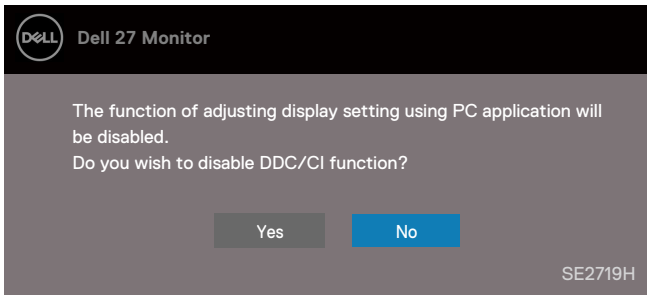 DELL Dell 27 Monitor
The function of adjusting display setting using PC application will
be disabled.
Do you wish to disable DDC/CI function?
Yes No
SE2719H